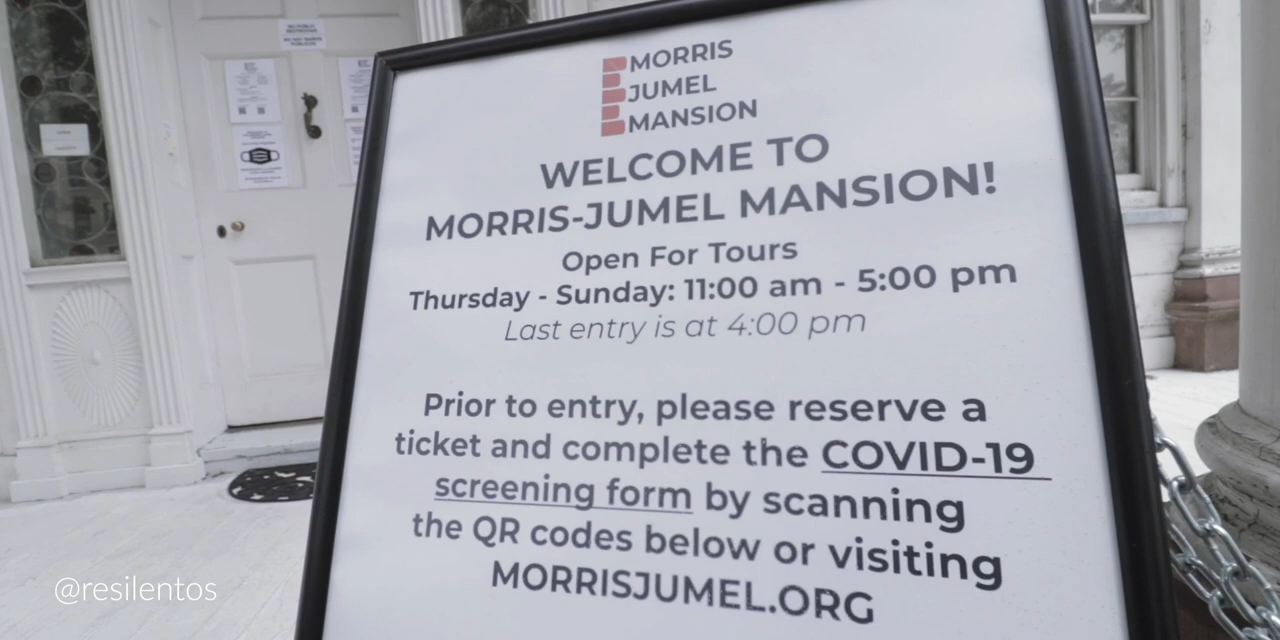 MORRIS
JUMEL
MANSION
WELCOME TO
MORRIS-JUMEL MANSION!
Open For Tours
Thursday - Sunday: 11:00 am - 5:00 pm
Last entry is at 4:00 pm
Prior to entry, please reserve a
ticket and complete the COVID-19
screening form by scanning
the QR codes below or visiting
MORRISJUMEL.ORG
@resilentos